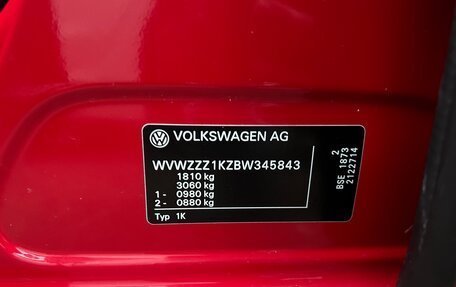 VOLKSWAGEN AG
WVWZZZ1KZBW345843
1810 kg
3060 kg
1- 0980 kg
2- 0880 kg
Typ 1K
2
BSE 1873
2122714